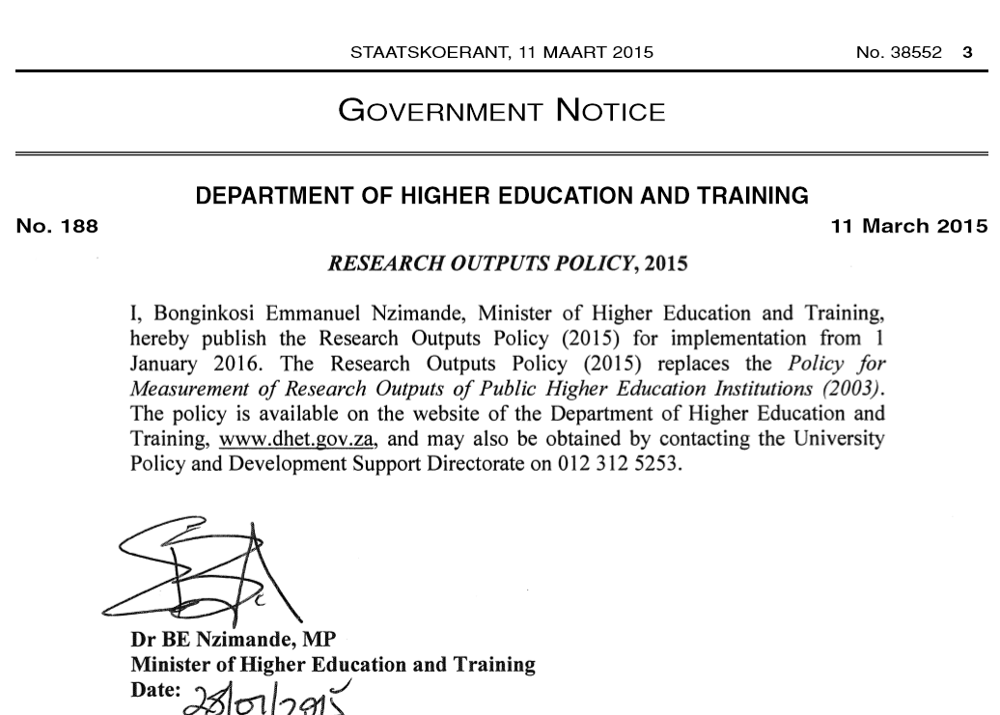 STAATSKOERANT, 11 MAART 2015 No. 38552 3
GOVERNMENT NOTICE
DEPARTMENT OF HIGHER EDUCATION AND TRAINING
No. 188 11 March 2015
RESEARCH OUTPUTS POLICY, 2015
I, Bonginkosi Emmanuel Nzimande, Minister of Higher Education and Training,
hereby publish the Research Outputs Policy (2015) for implementation from 1
January 2016. The Research Outputs Policy (2015) replaces the Policy for
Measurement of Research Outputs of Public Higher Education Institutions (2003).
The policy is available on the website of the Department of Higher Education and
Training, www.dhet.gov.za, and may also be obtained by contacting the University
Policy and Development Support Directorate on 012 312 5253.
Dr BE Nzimande, MP
Minister of Higher Education and Training
Date: